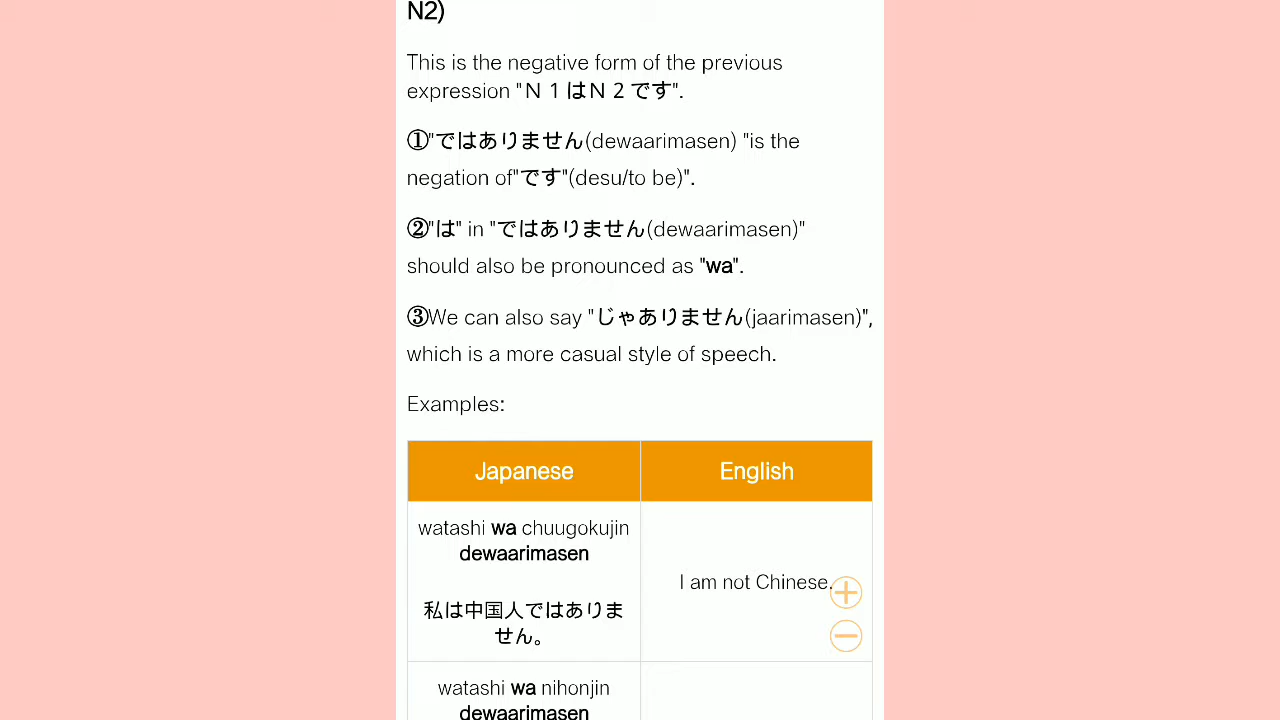 N2)
This is the negative form of the previous
expression "Ｎ１はＮ２です".
①"ではありません(dewaarimasen) "is the
negation of"です"(desu/to be)".
②"は" in "ではありません(dewaarimasen)"
should also be pronounced as "wa".
③We can also say "じゃありません(jaarimasen)",
which is a more casual style of speech.
Examples:
Japanese
English
watashi wa chuugokujin
dewaarimasen
私は中国人ではありま
せん。
I am not Chinese.
watashi wa nihonjin
dewaarimasen